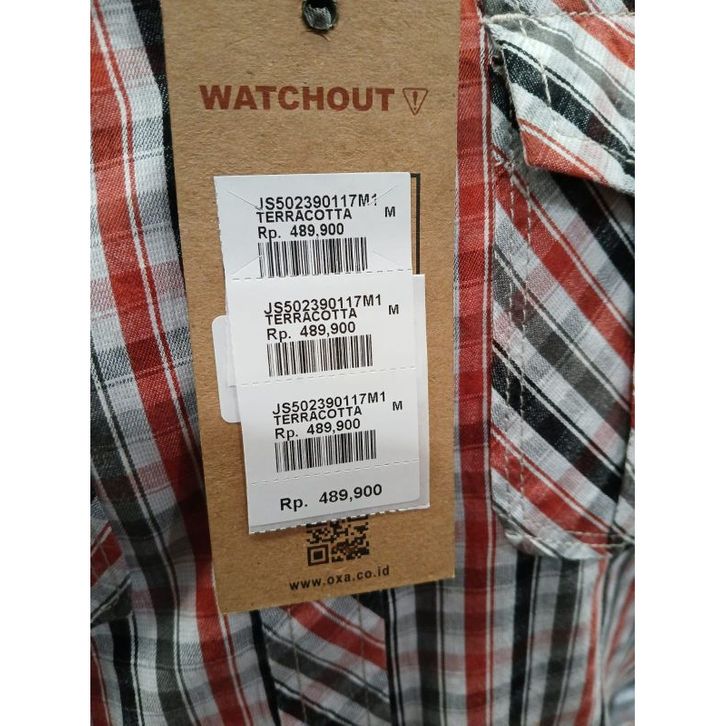 WATCHOUT
JS502390117M1
TERRACOTTA M
Rp. 489,900
JS502390117M1
TERRACOTTA M
Rp. 489,900
JS502390117M1
TERRACOTTA M
Rp. 489,900
Rp. 489,900
www.oxa.co.id